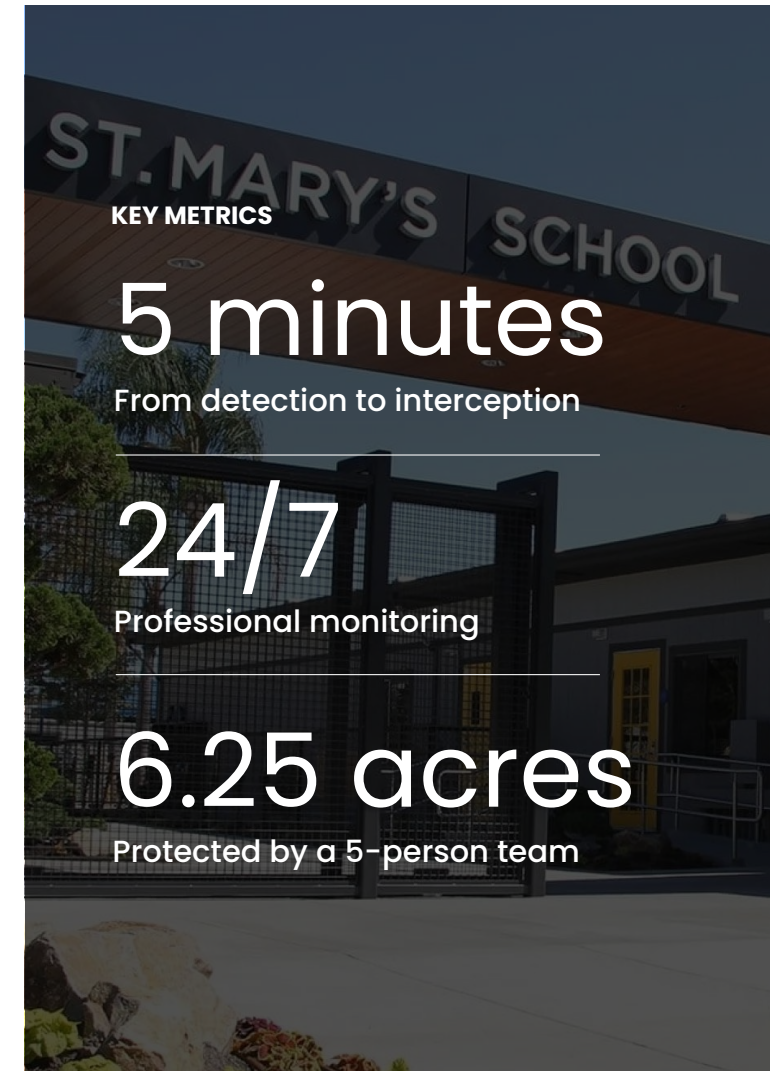 ST. MARY'S SCHOOL
KEY METRICS
5 minutes
From detection to interception
24/7
Professional monitoring
6.25 acres
Protected by a 5-person team